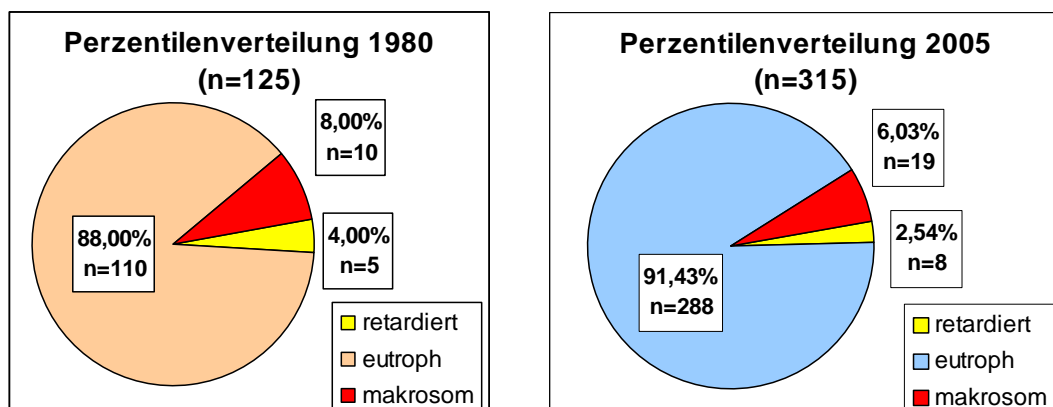 Perzentilenverteilung 1980
(n=125)
8,00%
n=10
88,00%
n=110
4,00%
n=5
retardiert
eutroph
makrosom
Perzentilenverteilung 2005
(n=315)
6,03%
n=19
2,54%
n=8
91,43%
n=288
retardiert
eutroph
makrosom